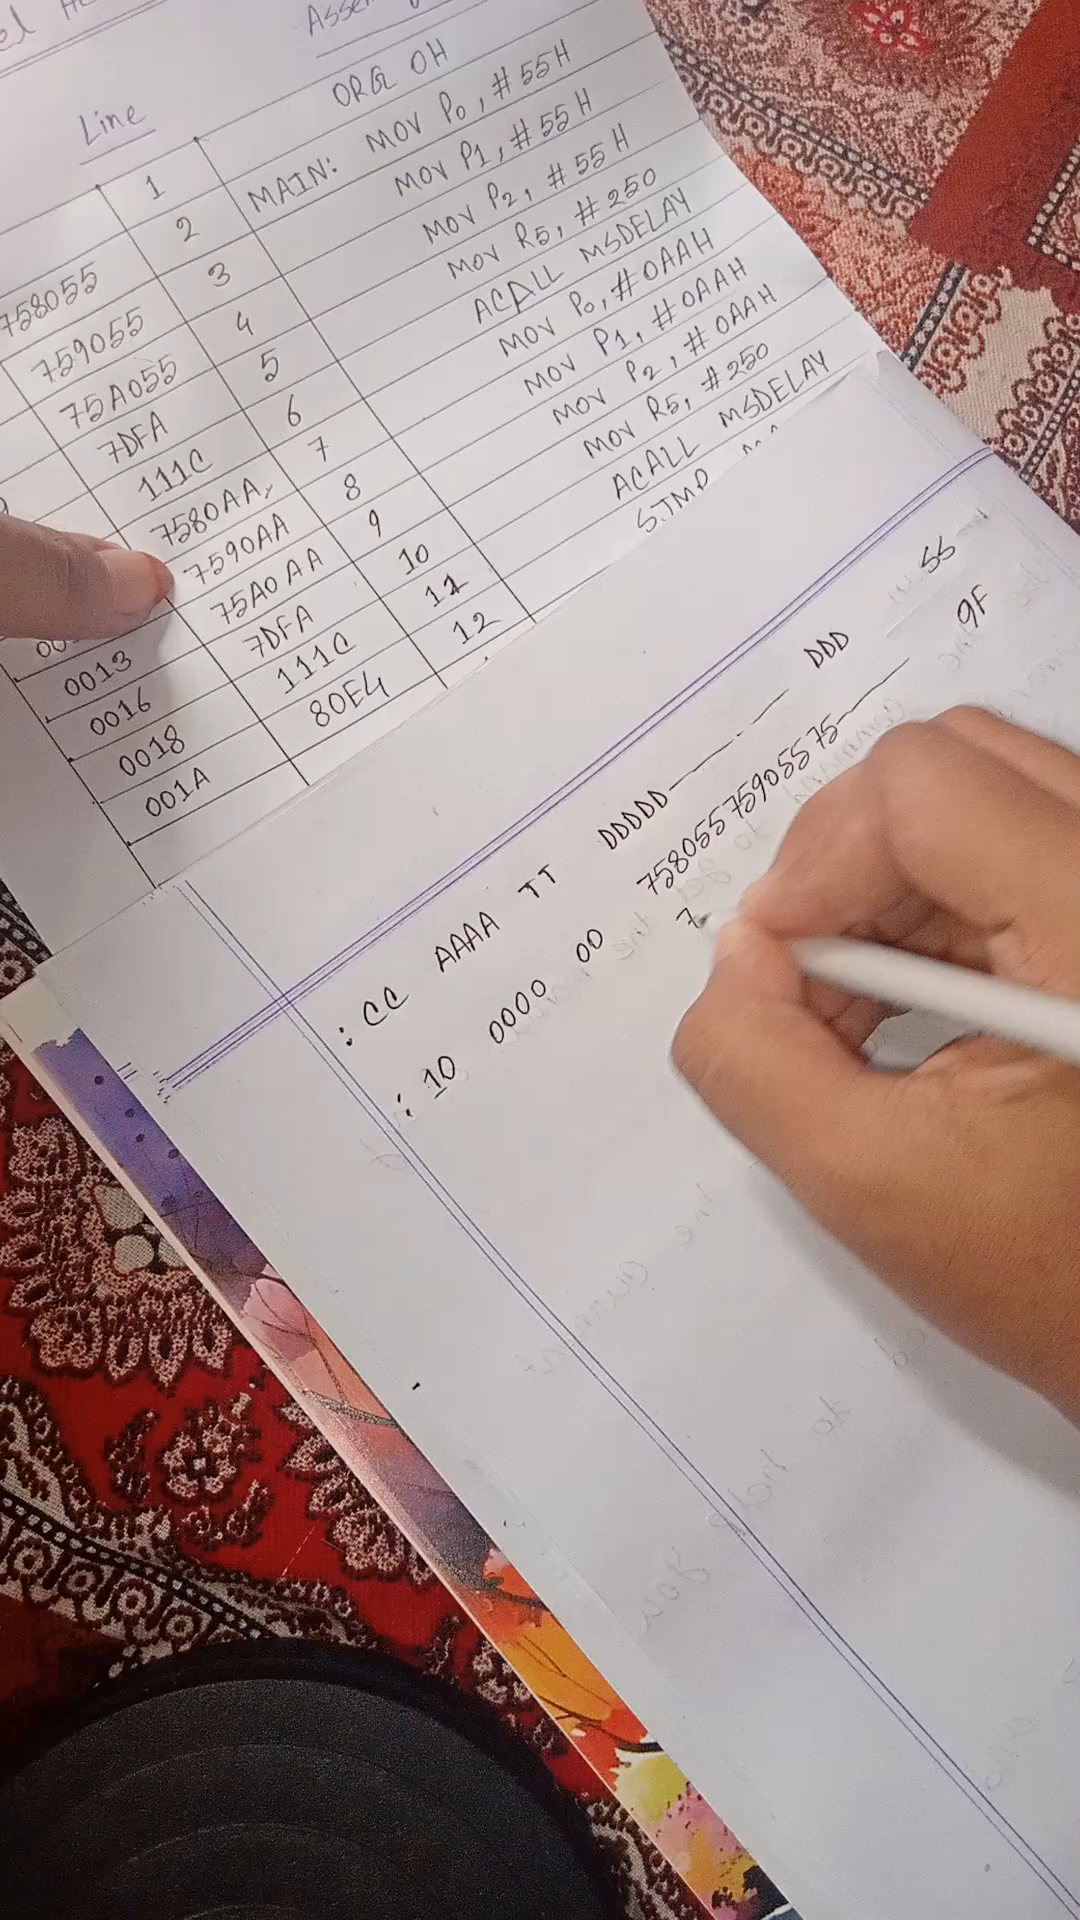 Line
ORG 0H
1 MAIN: MOV P0, #55H
2 MOV P1, #55H
758055 3 MOV P2, #55H
759055 4 MOV R5, #250
75A055 5 ACALL MSDELAY
7DFA 6 MOV P0, #0AAH
111C 7 MOV P1, #0AAH
7580AA, 8 MOV P2, #0AAH
7590AA 9 MOV R5, #250
75A0AA 10 ACALL MSDELAY
0013 7DFA 11 SJMP
0016 111C 12
0018 80E4
001A
: CC AAAA TT DDDDD DDD SS
: 10 0000 00 75805575905575 9F
7